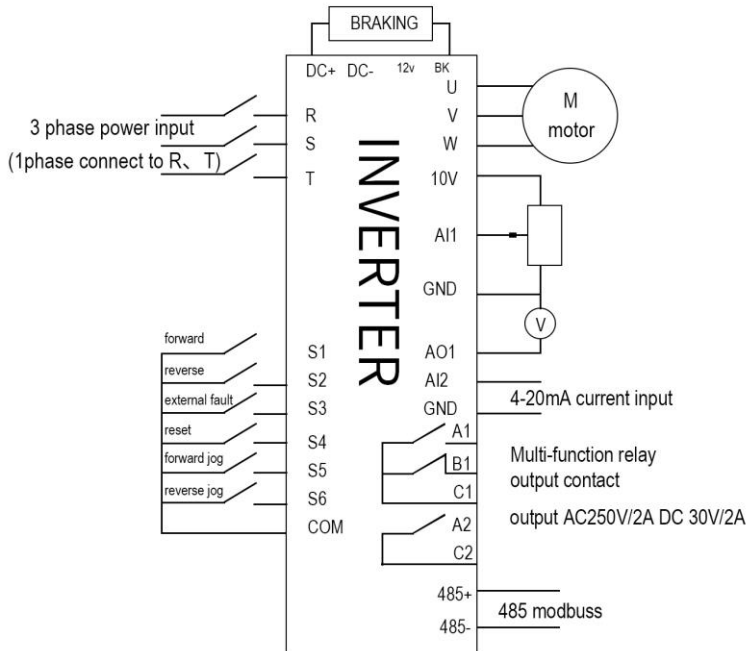 BRAKING
DC+ DC- 12v BK
U
V
W
M
motor
3 phase power input
(1phase connect to R、T)
R
S
T
INVERTER
10V
AI1
GND
V
AO1
AI2
GND
4-20mA current input
forward
S1
reverse
S2
external fault
S3
reset
S4
forward jog
S5
reverse jog
S6
COM
A1
B1
C1
Multi-function relay
output contact
output AC250V/2A DC 30V/2A
A2
C2
485+
485-
485 modbuss